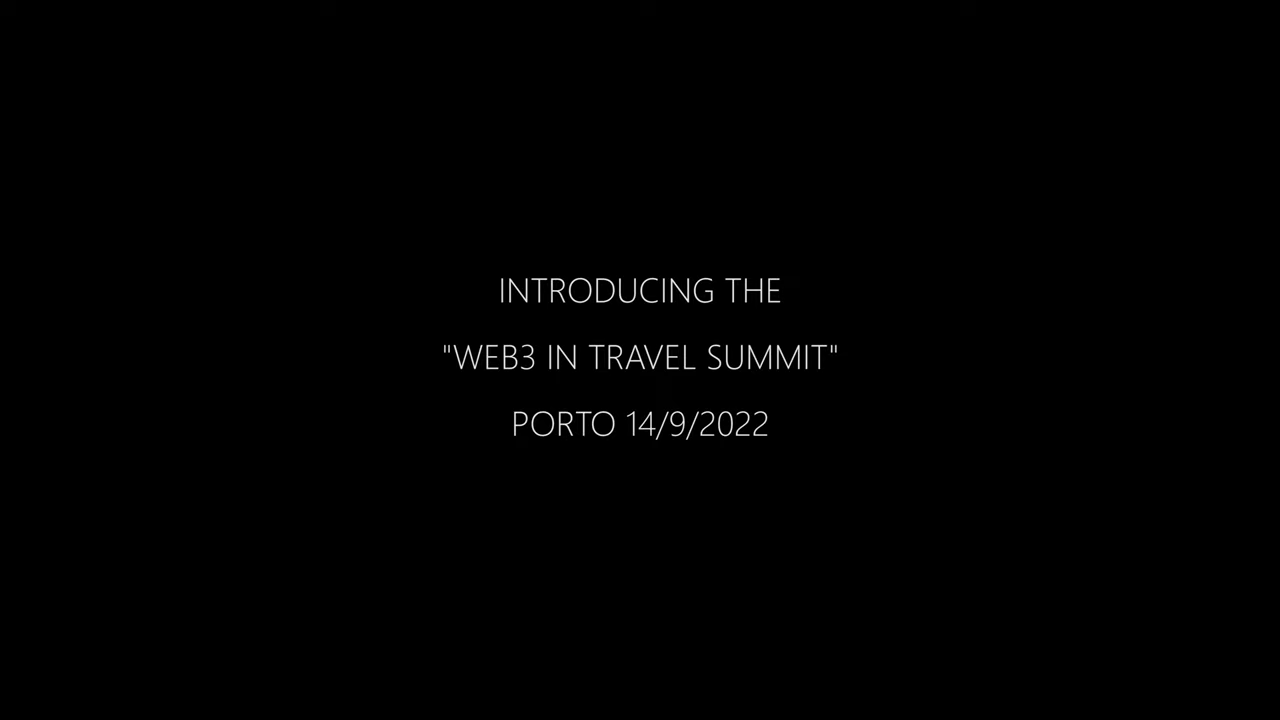 INTRODUCING THE
"WEB3 IN TRAVEL SUMMIT"
PORTO 14/9/2022